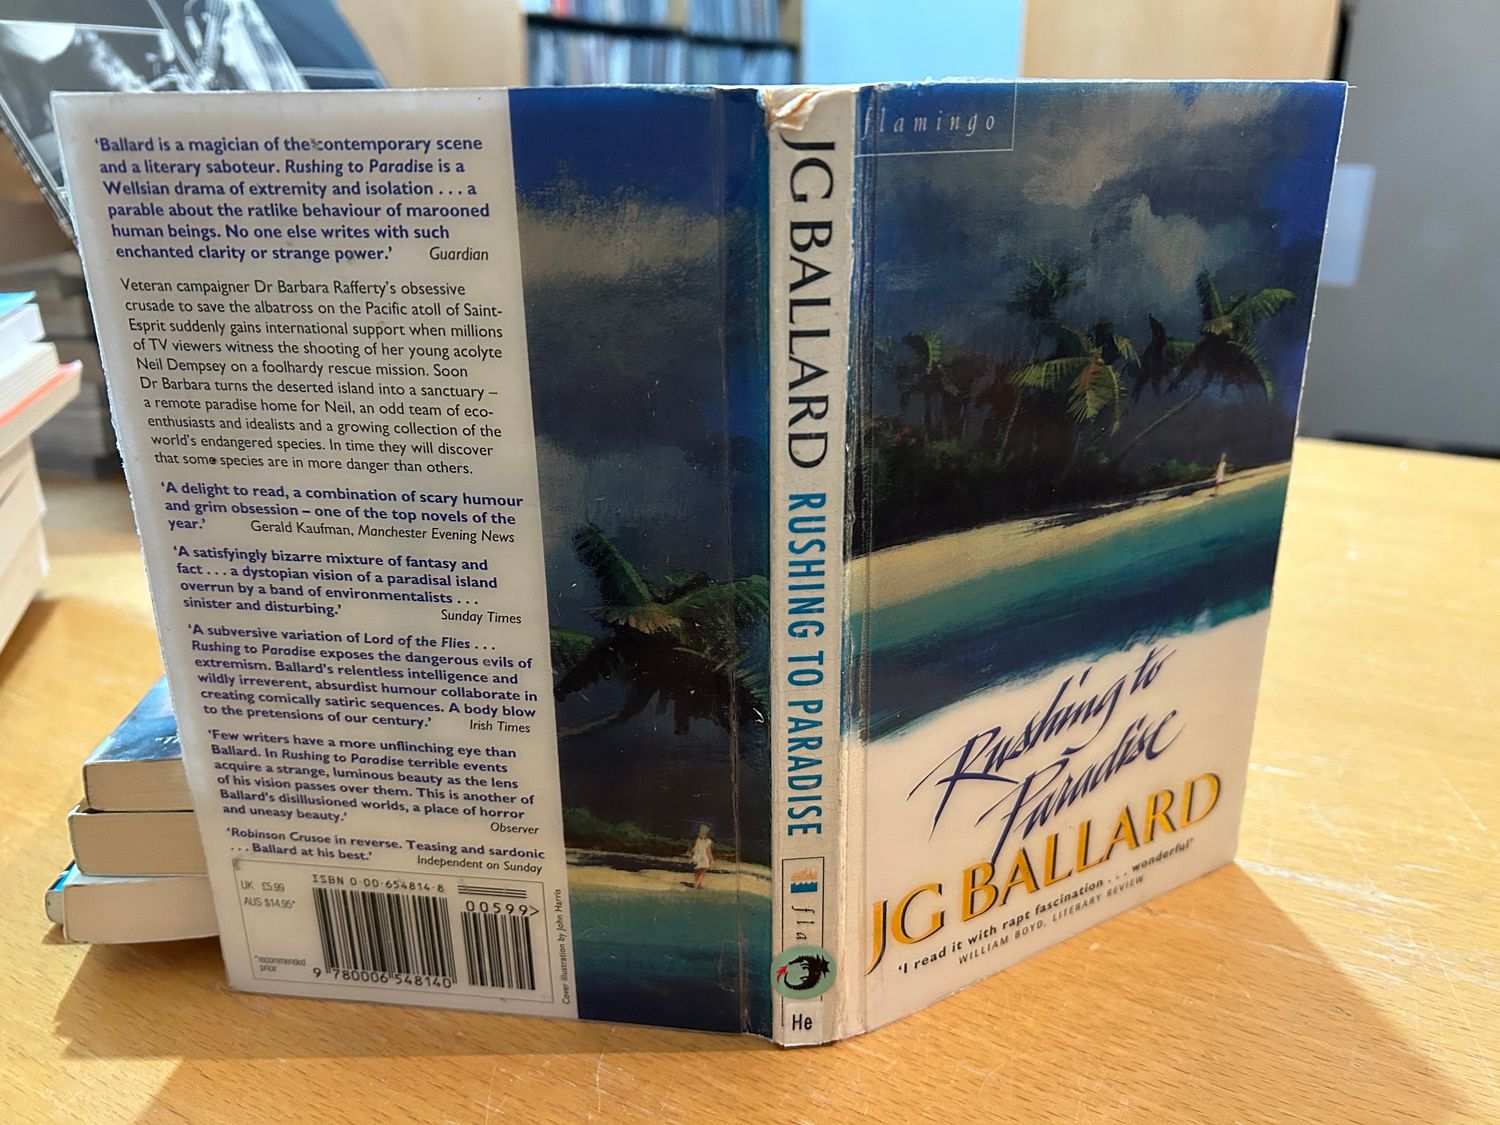 ‘Ballard is a magician of the contemporary scene
and a literary saboteur. Rushing to Paradise is a
Wellsian drama of extremity and isolation . . . a
parable about the ratlike behaviour of marooned
human beings. No one else writes with such
enchanted clarity or strange power.’ Guardian
Veteran campaigner Dr Barbara Rafferty’s obsessive
crusade to save the albatross on the Pacific atoll of Saint-
Esprit suddenly gains international support when millions
of TV viewers witness the shooting of her young acolyte
Neil Dempsey on a foolhardy rescue mission. Soon
Dr Barbara turns the deserted island into a sanctuary –
a remote paradise home for Neil, an odd team of eco-
enthusiasts and idealists and a growing collection of the
world’s endangered species. In time they will discover
that some species are in more danger than others.
‘A delight to read, a combination of scary humour
and grim obsession – one of the top novels of the
year.’ Gerald Kaufman, Manchester Evening News
‘A satisfyingly bizarre mixture of fantasy and
fact . . . a dystopian vision of a paradisal island
overrun by a band of environmentalists . . .
sinister and disturbing.’ Sunday Times
‘A subversive variation of Lord of the Flies . . .
Rushing to Paradise exposes the dangerous evils of
extremism. Ballard’s relentless intelligence and
wildly irreverent, absurdist humour collaborate in
creating comically satiric sequences. A body blow
to the pretensions of our century.’ Irish Times
‘Few writers have a more unflinching eye than
Ballard. In Rushing to Paradise terrible events
acquire a strange, luminous beauty as the lens
of his vision passes over them. This is another of
Ballard’s disillusioned worlds, a place of horror
and uneasy beauty.’ Observer
‘Robinson Crusoe in reverse. Teasing and sardonic
. . . Ballard at his best.’ Independent on Sunday
UK £5.99
AUS $14.95*
*recommended
price
ISBN 0-00-654814-8
00599>
9 780006 548140
Cover illustration by John Harris
JG BALLARD RUSHING TO PARADISE
fla
He
flamingo
Rushing to
Paradise
JG BALLARD
‘I read it with rapt fascination . . . wonderful’
WILLIAM BOYD, LITERARY REVIEW